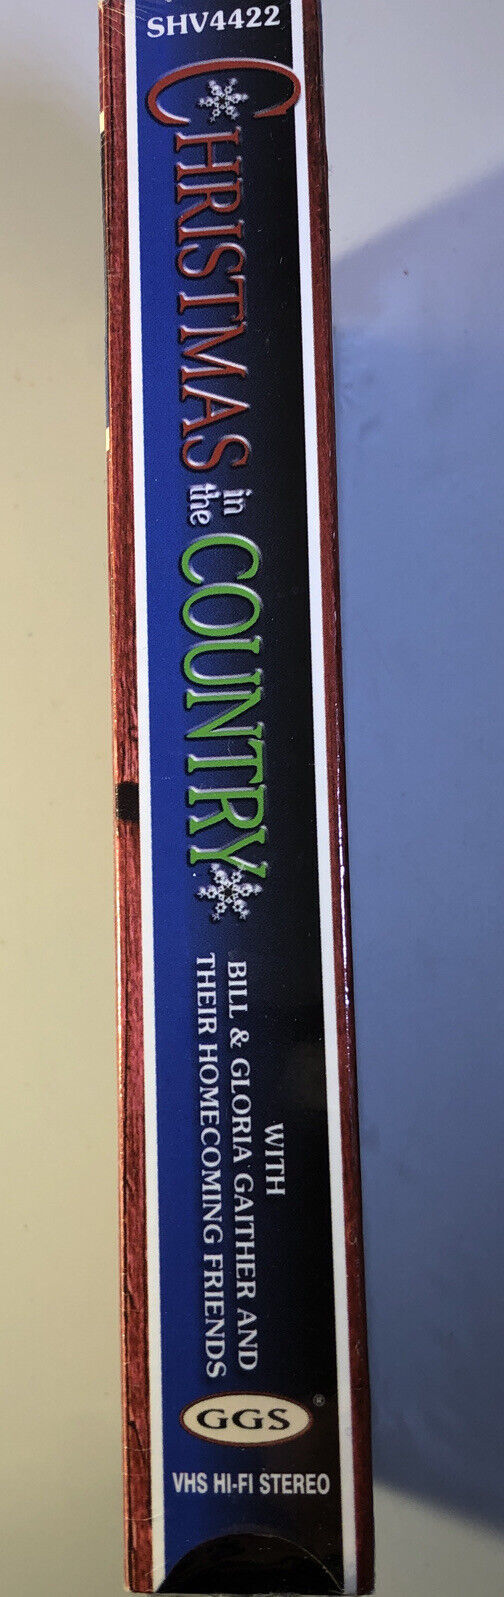 SHV4422
CHRISTMAS in the COUNTRY
WITH
BILL & GLORIA GAITHER AND
THEIR HOMECOMING FRIENDS
GGS ®
VHS HI-FI STEREO